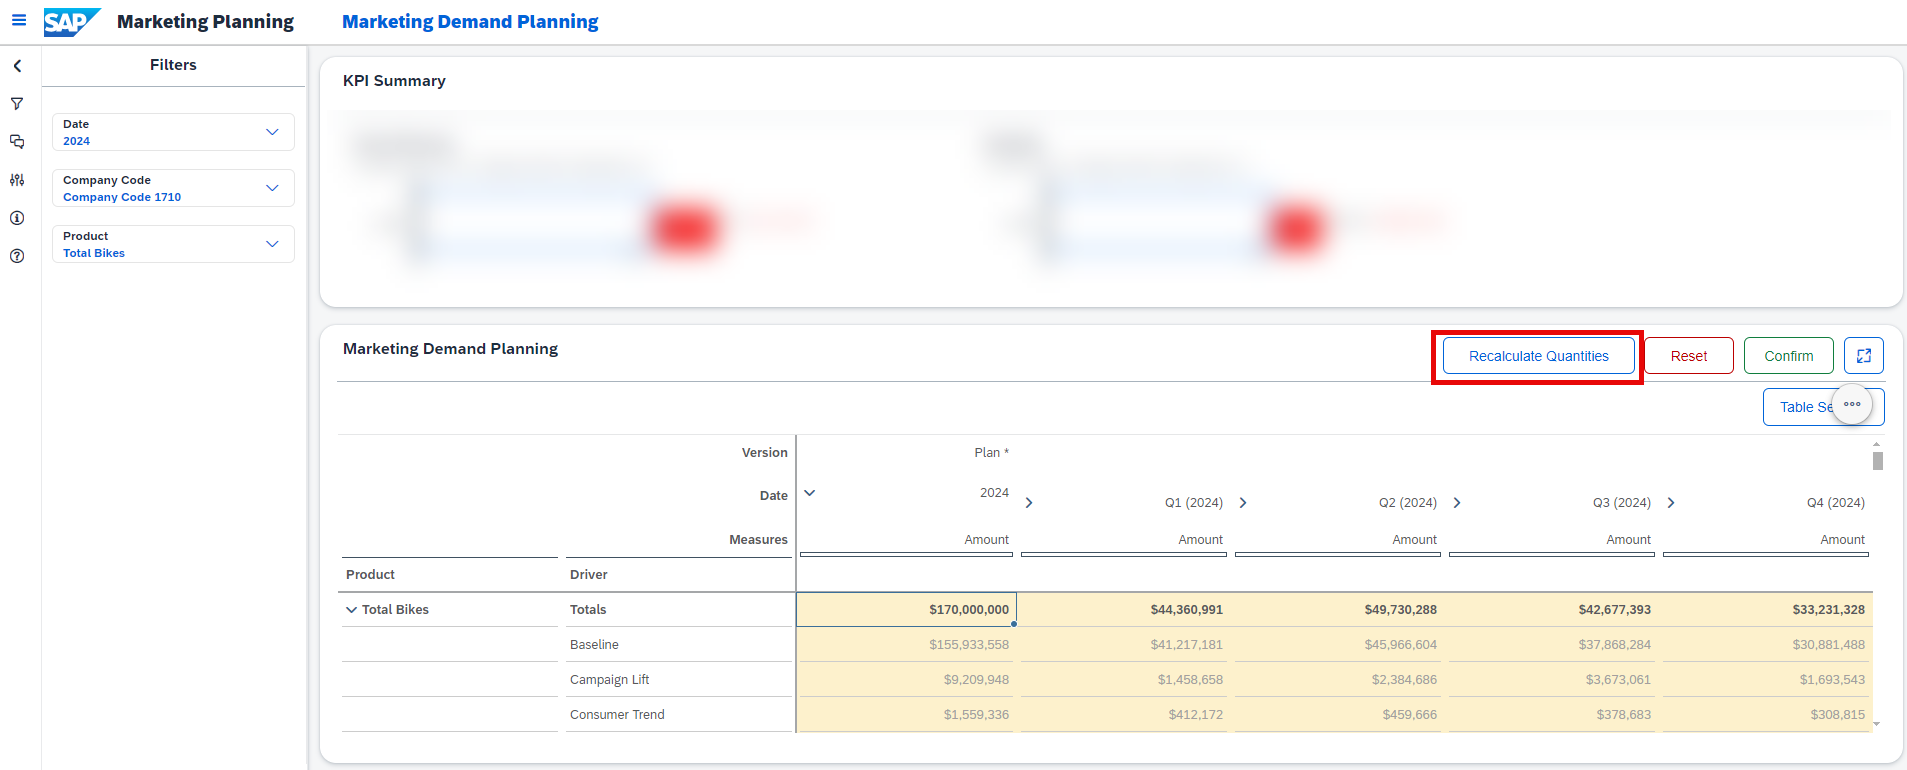 SAP Marketing Planning Marketing Demand Planning
Filters
Date
2024
Company Code
Company Code 1710
Product
Total Bikes
KPI Summary
Marketing Demand Planning
Recalculate Quantities Reset Confirm
Table Se
Version Plan *
Date 2024 Q1 (2024) Q2 (2024) Q3 (2024) Q4 (2024)
Measures Amount Amount Amount Amount Amount
Product Driver
Total Bikes Totals $170,000,000 $44,360,991 $49,730,288 $42,677,393 $33,231,328
Baseline $155,933,558 $41,217,181 $45,966,604 $37,868,284 $30,881,488
Campaign Lift $9,209,948 $1,458,658 $2,384,686 $3,673,061 $1,693,543
Consumer Trend $1,559,336 $412,172 $459,666 $378,683 $308,815